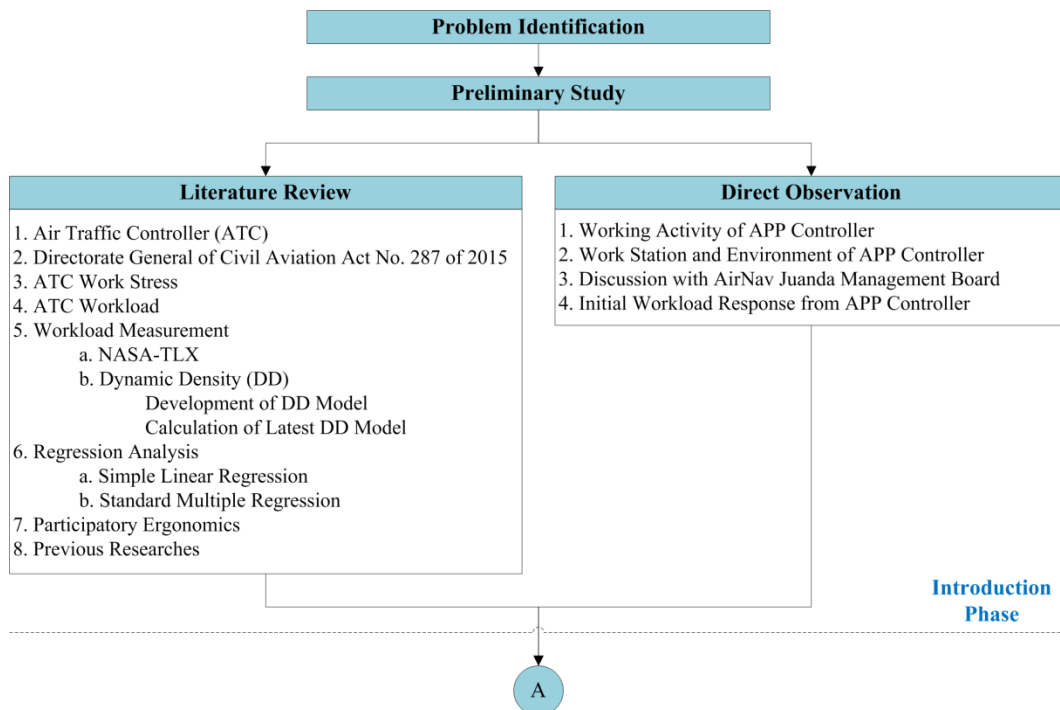 Problem Identification
Preliminary Study
Literature Review
1. Air Traffic Controller (ATC)
2. Directorate General of Civil Aviation Act No. 287 of 2015
3. ATC Work Stress
4. ATC Workload
5. Workload Measurement
a. NASA-TLX
b. Dynamic Density (DD)
Development of DD Model
Calculation of Latest DD Model
6. Regression Analysis
a. Simple Linear Regression
b. Standard Multiple Regression
7. Participatory Ergonomics
8. Previous Researches
Direct Observation
1. Working Activity of APP Controller
2. Work Station and Environment of APP Controller
3. Discussion with AirNav Juanda Management Board
4. Initial Workload Response from APP Controller
Introduction
Phase
A